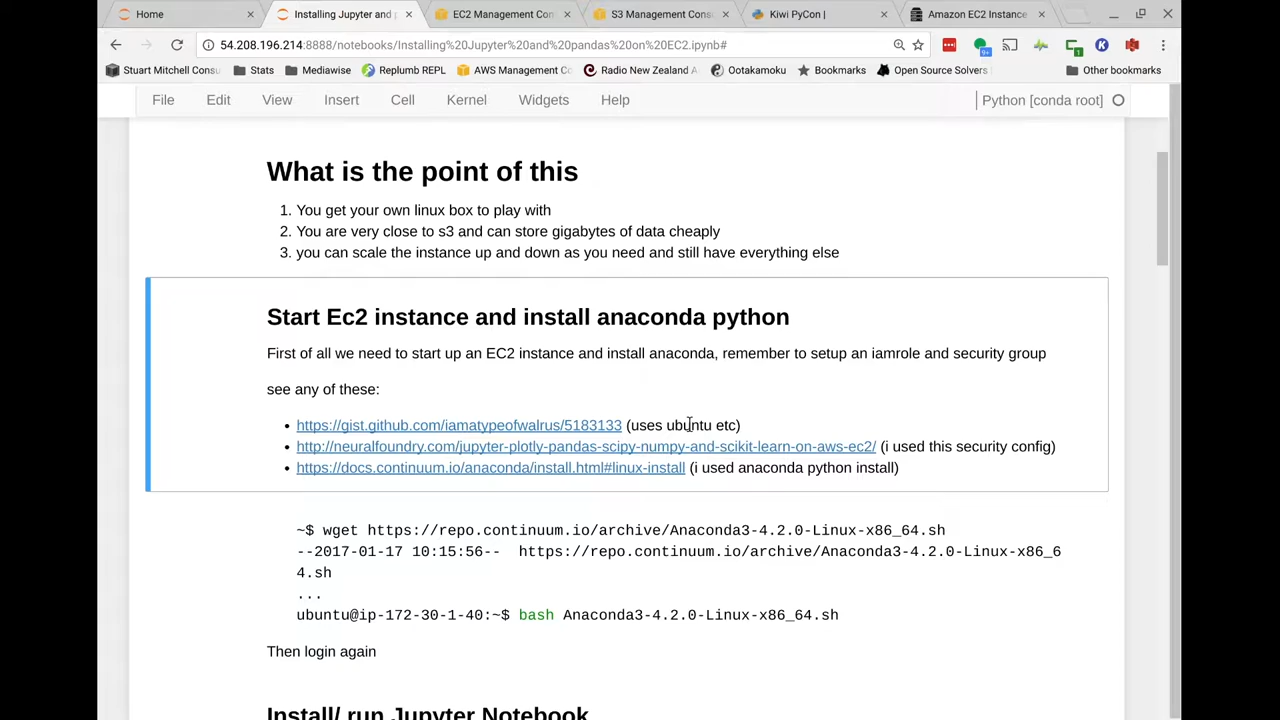 Home
Installing Jupyter and p
EC2 Management Con
S3 Management Cons
Kiwi PyCon |
Amazon EC2 Instance
54.208.196.214:8888/notebooks/Installing%20Jupyter%20and%20pandas%20on%20EC2.ipynb#
9+
1
Stuart Mitchell Consu
Stats
Mediawise
Replumb REPL
AWS Management Co
Radio New Zealand A
Ootakamoku
Bookmarks
Open Source Solvers
Other bookmarks
File Edit View Insert Cell Kernel Widgets Help
Python [conda root]
What is the point of this
1. You get your own linux box to play with
2. You are very close to s3 and can store gigabytes of data cheaply
3. you can scale the instance up and down as you need and still have everything else
Start Ec2 instance and install anaconda python
First of all we need to start up an EC2 instance and install anaconda, remember to setup an iamrole and security group
see any of these:
• https://gist.github.com/iamatypeofwalrus/5183133 (uses ubuntu etc)
• http://neuralfoundry.com/jupyter-plotly-pandas-scipy-numpy-and-scikit-learn-on-aws-ec2/ (i used this security config)
• https://docs.continuum.io/anaconda/install.html#linux-install (i used anaconda python install)
~$ wget https://repo.continuum.io/archive/Anaconda3-4.2.0-Linux-x86_64.sh
--2017-01-17 10:15:56-- https://repo.continuum.io/archive/Anaconda3-4.2.0-Linux-x86_6
4.sh
...
ubuntu@ip-172-30-1-40:~$ bash Anaconda3-4.2.0-Linux-x86_64.sh
Then login again
Install/ run Jupyter Notebook